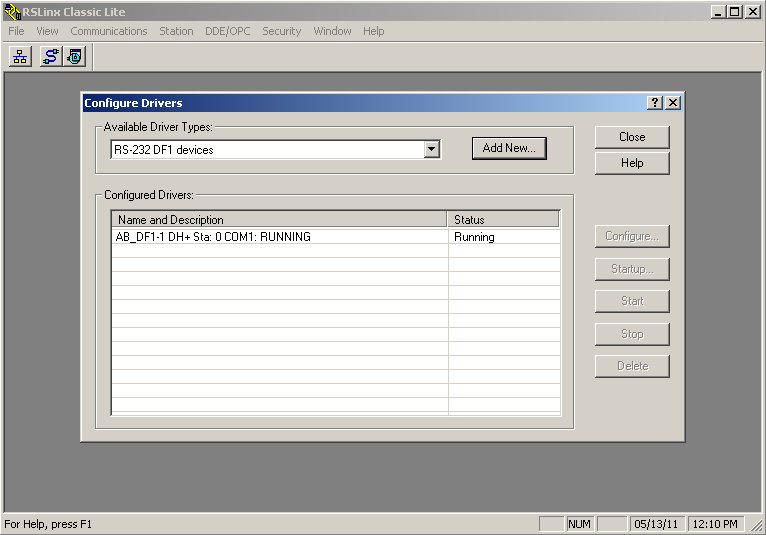 RSLinx Classic Lite
File View Communications Station DDE/OPC Security Window Help
Configure Drivers
Available Driver Types:
RS-232 DF1 devices
Add New...
Close
Help
Configured Drivers:
Name and Description Status
AB_DF1-1 DH+ Sta: 0 COM1: RUNNING Running
Configure...
Startup...
Start
Stop
Delete
For Help, press F1 NUM 05/13/11 12:10 PM